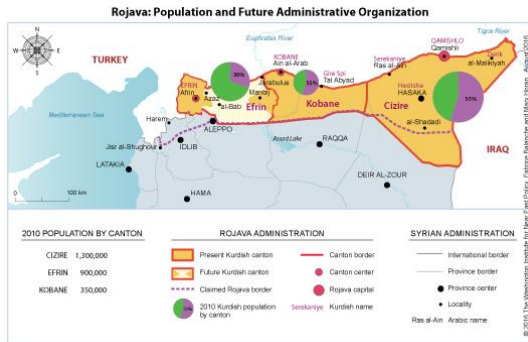 Rojava: Population and Future Administrative Organization
TURKEY
Euphrates River
Tigris River
KOBANE
Ain al-Arab
QAMISHLO
Qamishli
Derik
al-Malikiyah
Serekaniye
Ras al-Ain
EFRIN
Afrin
Azaz
al-Bab
30%
Jarabulus
Manbij
55%
Gire Spi
Tal Abyad
Hesitshe
HASAKA
55%
Efrin
Kobane
Cizire
Mediterranean Sea
Harem
ALEPPO
al-Shadadi
Jisr al-Shughour
IDLIB
Assad Lake
RAQQA
IRAQ
LATAKIA
DEIR AL-ZOUR
HAMA
0
100 km
2010 POPULATION BY CANTON
CIZIRE 1,300,000
EFRIN 900,000
KOBANE 350,000
ROJAVA ADMINISTRATION
Present Kurdish canton
Future Kurdish canton
Claimed Rojava border
2010 Kurdish population
by canton
Canton border
Canton center
Rojava capital
Serekaniye Kurdish name
SYRIAN ADMINISTRATION
International border
Province border
Province center
Locality
Ras al-Ain Arabic name
© 2016 The Washington Institute for Near East Policy, Fabrice Balanche and Mary Horan, August 2016